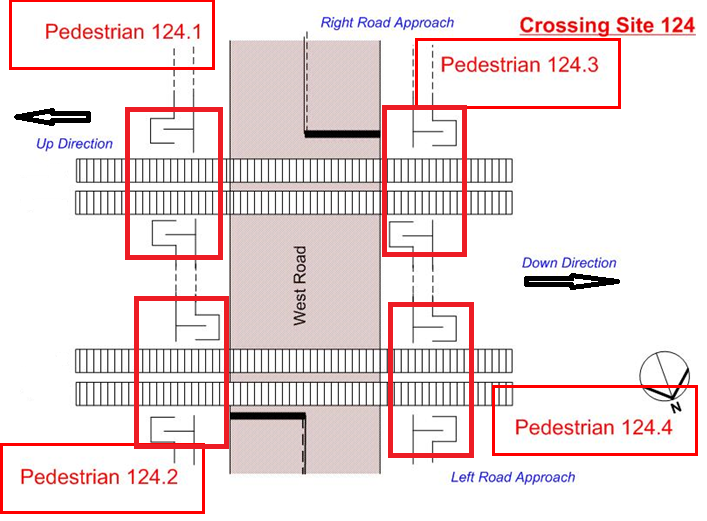 Right Road Approach
Crossing Site 124
Pedestrian 124.1
Pedestrian 124.3
Up Direction
Down Direction
West Road
N
Pedestrian 124.4
Pedestrian 124.2
Left Road Approach